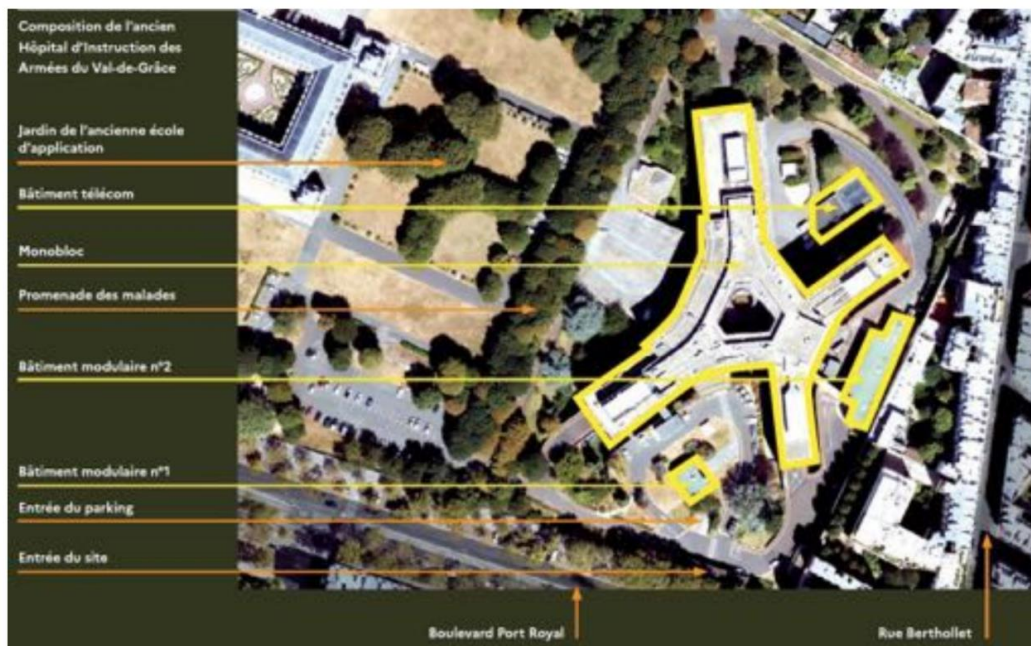 Composition de l'ancien
Hôpital d'Instruction des
Armées du Val-de-Grâce
Jardin de l'ancienne école
d'application
Bâtiment télécom
Monobloc
Promenade des malades
Bâtiment modulaire n°2
Bâtiment modulaire n°1
Entrée du parking
Entrée du site
Boulevard Port Royal
Rue Berthollet